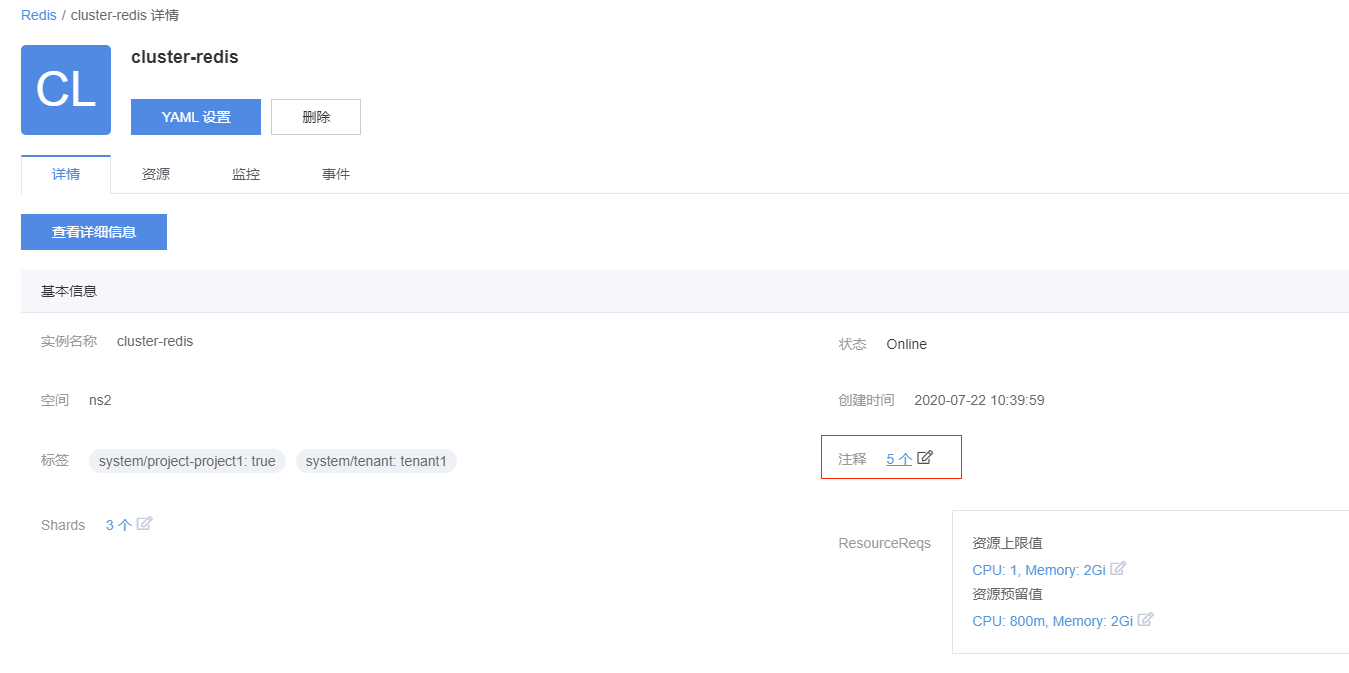 Redis / cluster-redis 详情
CL
cluster-redis
YAML 设置 删除
详情 资源 监控 事件
查看详细信息
基本信息
实例名称 cluster-redis
状态 Online
空间 ns2
创建时间 2020-07-22 10:39:59
标签 system/project-project1: true system/tenant: tenant1
注释 5 个
Shards 3 个
ResourceReqs
资源上限值
CPU: 1, Memory: 2Gi
资源预留值
CPU: 800m, Memory: 2Gi